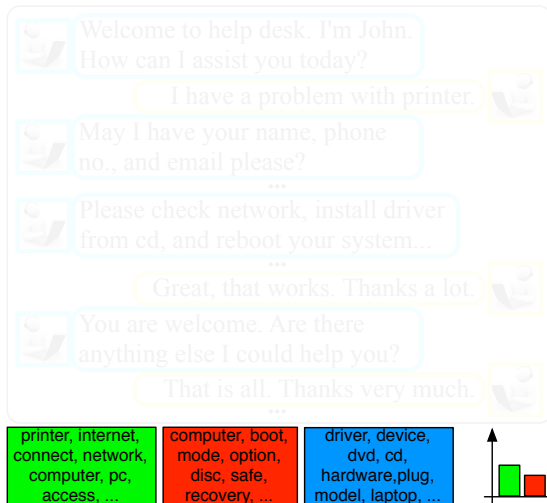 Welcome to help desk. I'm John.
How can I assist you today?
I have a problem with printer.
May I have your name, phone
no., and email please?
...
Please check network, install driver
from cd, and reboot your system...
...
Great, that works. Thanks a lot.
You are welcome. Are there
anything else I could help you?
That is all. Thanks very much.
...
printer, internet,
connect, network,
computer, pc,
access, ...
computer, boot,
mode, option,
disc, safe,
recovery, ...
driver, device,
dvd, cd,
hardware,plug,
model, laptop, ...